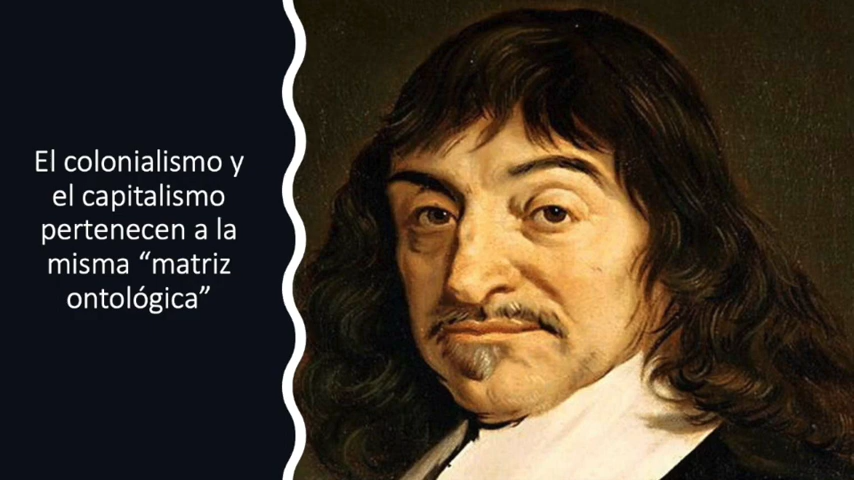 El colonialismo y
el capitalismo
pertenecen a la
misma “matriz
ontológica”